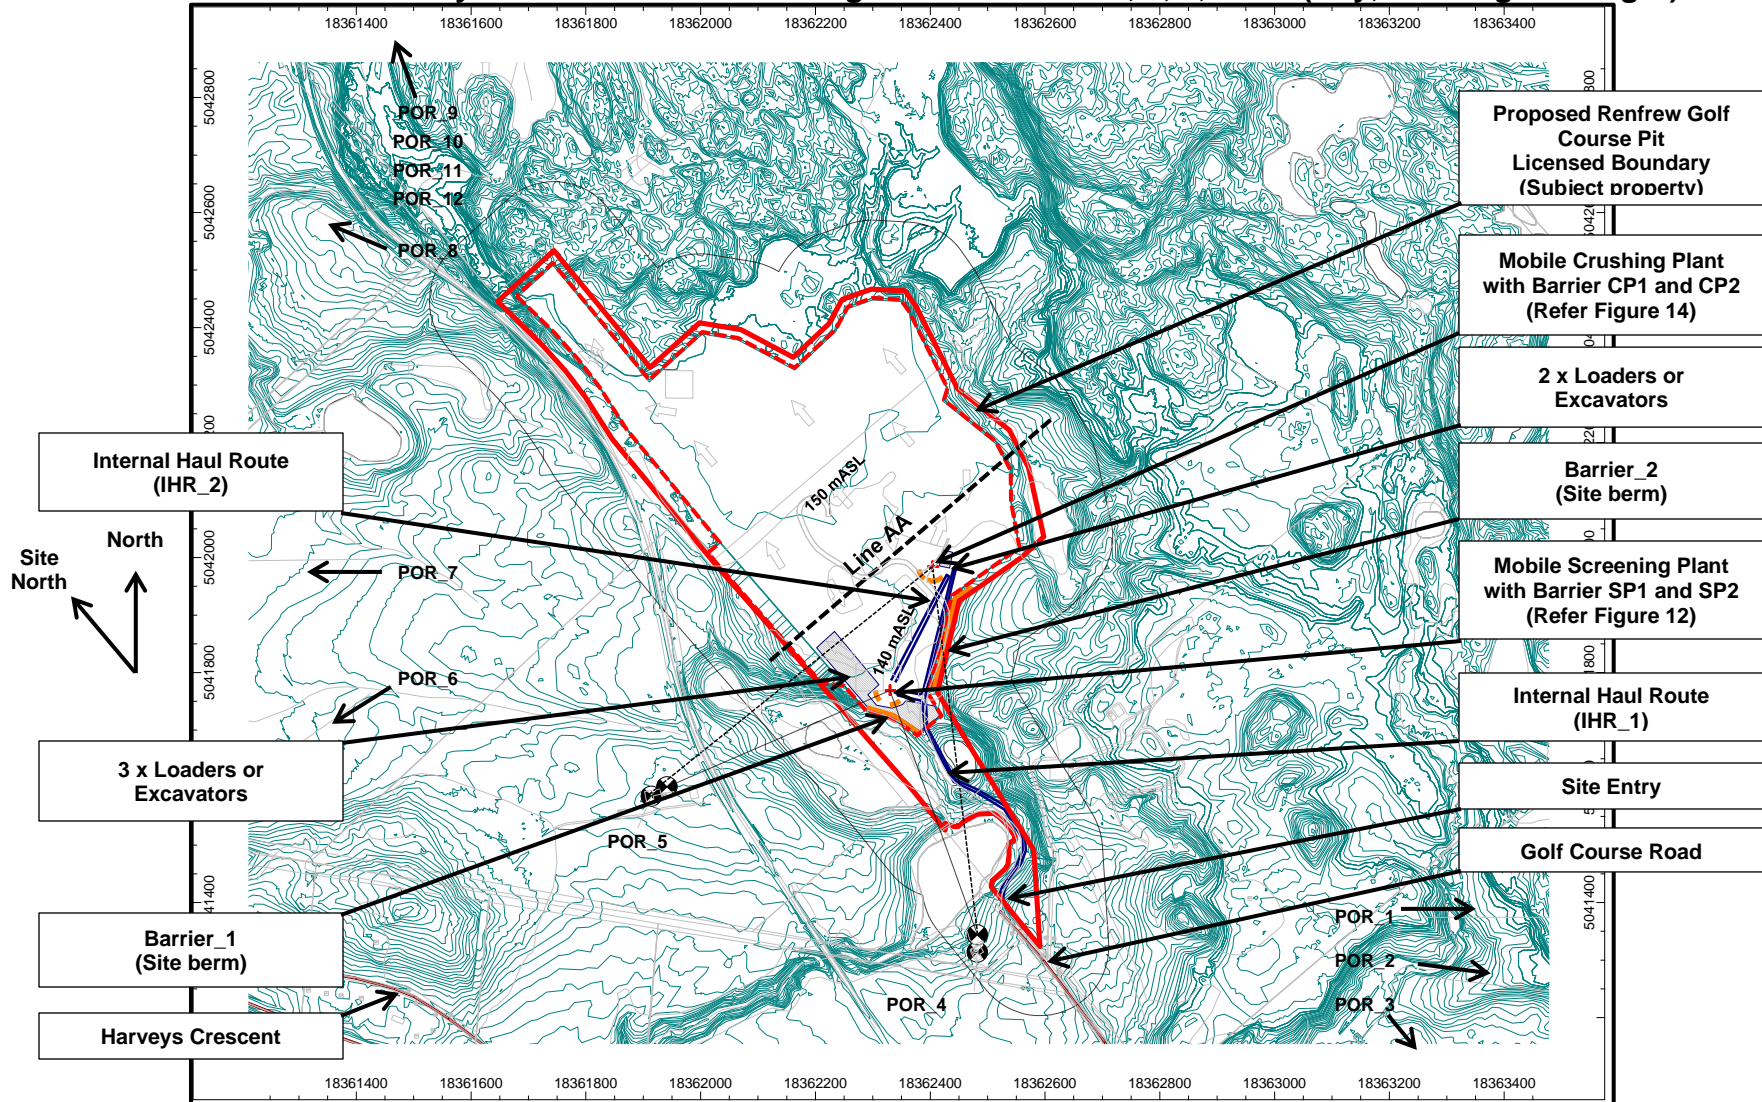 18361400 18361600 18361800 18362000 18362200 18362400 18362600 18362800 18363000 18363200 18363400
5042800
5042600
5042400
5042000
5041800
POR_9
POR_10
POR_11
POR_12
POR_8
POR_7
POR_6
POR_5
POR_4
POR_1
POR_2
POR_3
Proposed Renfrew Golf
Course Pit
Licensed Boundary
(Subject property)
Mobile Crushing Plant
with Barrier CP1 and CP2
(Refer Figure 14)
2 x Loaders or
Excavators
Barrier_2
(Site berm)
Mobile Screening Plant
with Barrier SP1 and SP2
(Refer Figure 12)
Internal Haul Route
(IHR_1)
Site Entry
Golf Course Road
Internal Haul Route
(IHR_2)
Site
North
North
3 x Loaders or
Excavators
Barrier_1
(Site berm)
Harveys Crescent
150 mASL
Line AA
140 mASL
5041400
18361400 18361600 18361800 18362000 18362200 18362400 18362600 18362800 18363000 18363200 18363400